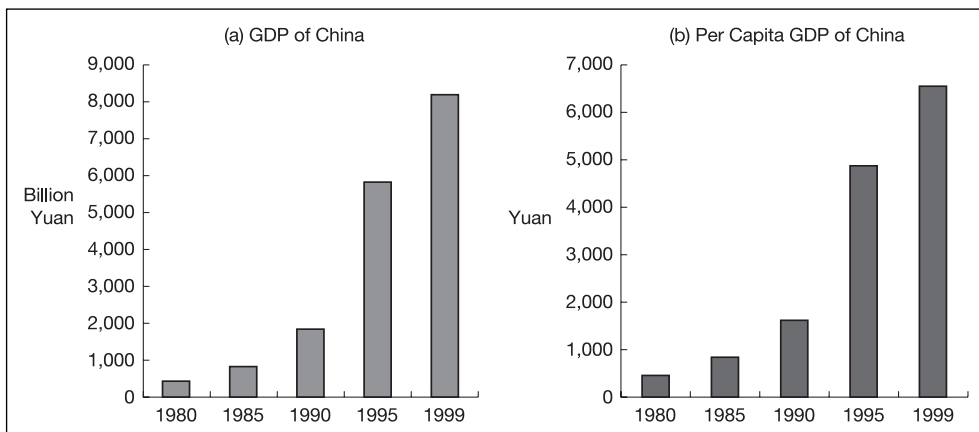 (a) GDP of China
9,000
8,000
7,000
6,000
5,000
4,000
3,000
2,000
1,000
0
Billion
Yuan
1980 1985 1990 1995 1999
(b) Per Capita GDP of China
7,000
6,000
5,000
4,000
3,000
2,000
1,000
0
Yuan
1980 1985 1990 1995 1999